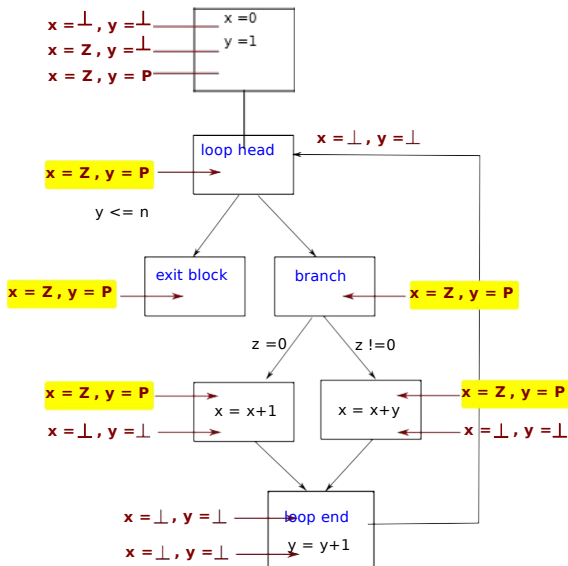 x = ⊥ , y = ⊥
x =0
x = Z , y = ⊥
y =1
x = Z , y = P
x = ⊥ , y = ⊥
loop head
x = Z , y = P
y <= n
exit block
branch
x = Z , y = P
x = Z , y = P
z =0
z !=0
x = Z , y = P
x = Z , y = P
x = x+1
x = x+y
x = ⊥ , y = ⊥
x = ⊥ , y = ⊥
x = ⊥ , y = ⊥
loop end
y = y+1
x = ⊥ , y = ⊥